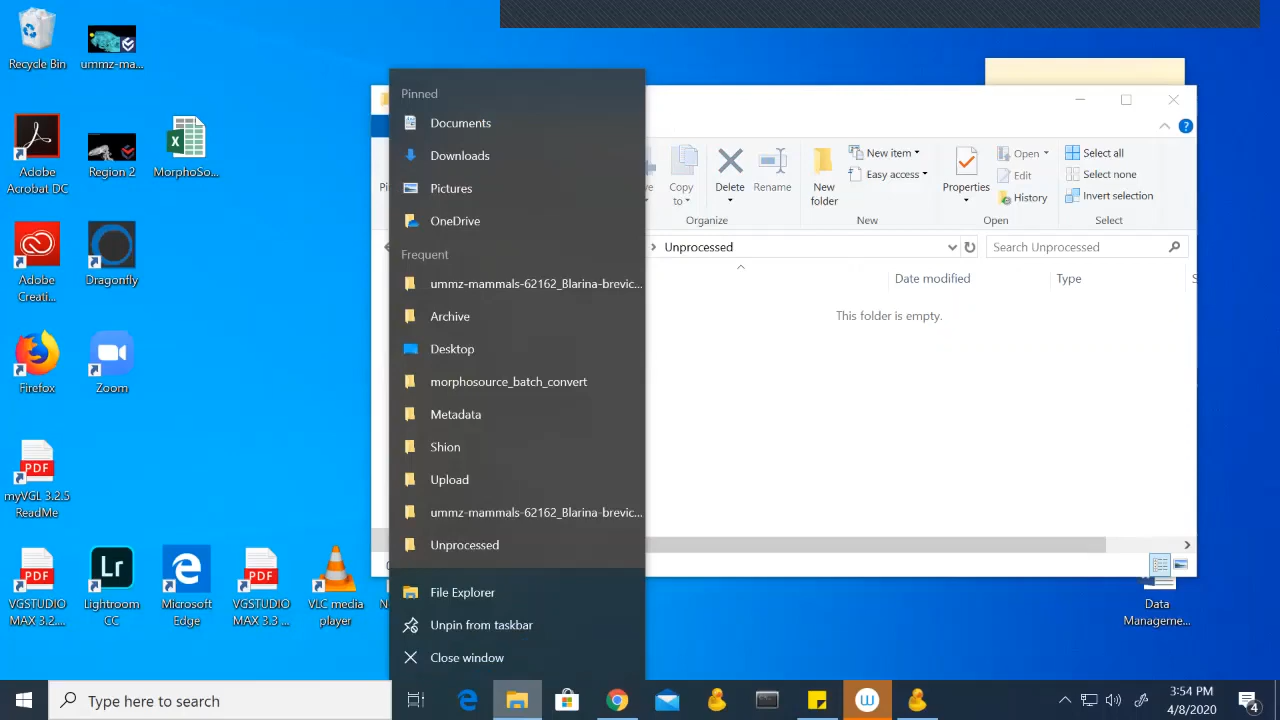 Recycle Bin
ummz-ma...
Adobe
Acrobat DC
Region 2
MorphoSo...
Adobe
Creati...
Dragonfly
Firefox
Zoom
myVGL 3.2.5
ReadMe
VGSTUDIO
MAX 3.2....
Lightroom
CC
Microsoft
Edge
VGSTUDIO
MAX 3.3 ...
VLC media
player
Pinned
Documents
Downloads
Pictures
OneDrive
Frequent
ummz-mammals-62162_Blarina-brevic...
Archive
Desktop
morphosource_batch_convert
Metadata
Shion
Upload
ummz-mammals-62162_Blarina-brevic...
Unprocessed
File Explorer
Unpin from taskbar
Close window
Copy
to
Delete
Rename
Organize
New
folder
New item
Easy access
New
Properties
Open
Edit
History
Open
Select all
Select none
Invert selection
Select
Unprocessed
Search Unprocessed
Date modified
Type
This folder is empty.
Data
Manageme...
Type here to search
3:54 PM
4/8/2020
4